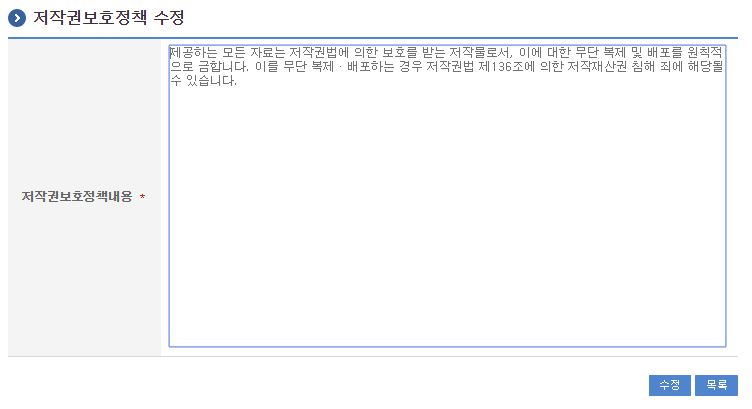 저작권보호정책 수정
제공하는 모든 자료는 저작권법에 의한 보호를 받는 저작물로서, 이에 대한 무단 복제 및 배포를 원칙적
으로 금합니다. 이를 무단 복제 · 배포하는 경우 저작권법 제136조에 의한 저작재산권 침해 죄에 해당될
수 있습니다.
저작권보호정책내용 *
수정 목록